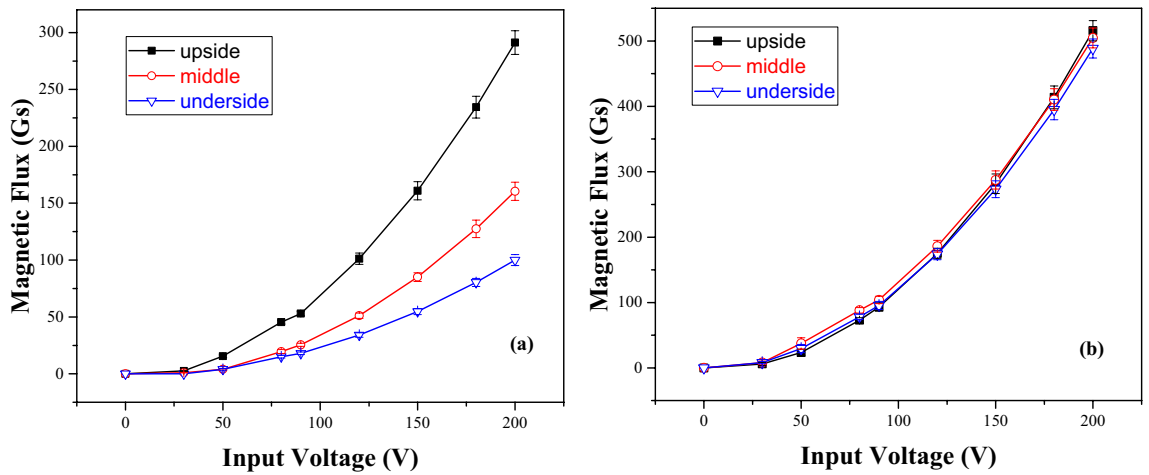 300
250
200
150
100
50
0
Magnetic Flux (Gs)
upside
middle
underside
(a)
0 50 100 150 200
Input Voltage (V)
500
400
300
200
100
0
Magnetic Flux (Gs)
upside
middle
underside
(b)
0 50 100 150 200
Input Voltage (V)